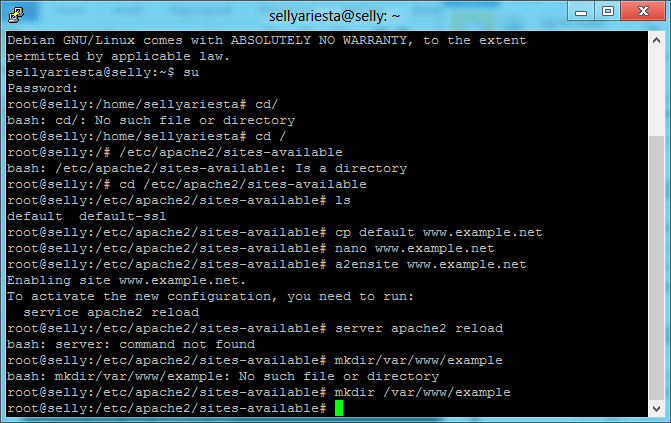 sellyariesta@selly: ~
Debian GNU/Linux comes with ABSOLUTELY NO WARRANTY, to the extent
permitted by applicable law.
sellyariesta@selly:~$ su
Password:
root@selly:/home/sellyariesta# cd/
bash: cd/: No such file or directory
root@selly:/home/sellyariesta# cd /
root@selly:/# /etc/apache2/sites-available
bash: /etc/apache2/sites-available: Is a directory
root@selly:/# cd /etc/apache2/sites-available
root@selly:/etc/apache2/sites-available# ls
default  default-ssl
root@selly:/etc/apache2/sites-available# cp default www.example.net
root@selly:/etc/apache2/sites-available# nano www.example.net
root@selly:/etc/apache2/sites-available# a2ensite www.example.net
Enabling site www.example.net.
To activate the new configuration, you need to run:
  service apache2 reload
root@selly:/etc/apache2/sites-available# server apache2 reload
bash: server: command not found
root@selly:/etc/apache2/sites-available# mkdir/var/www/example
bash: mkdir/var/www/example: No such file or directory
root@selly:/etc/apache2/sites-available# mkdir /var/www/example
root@selly:/etc/apache2/sites-available#